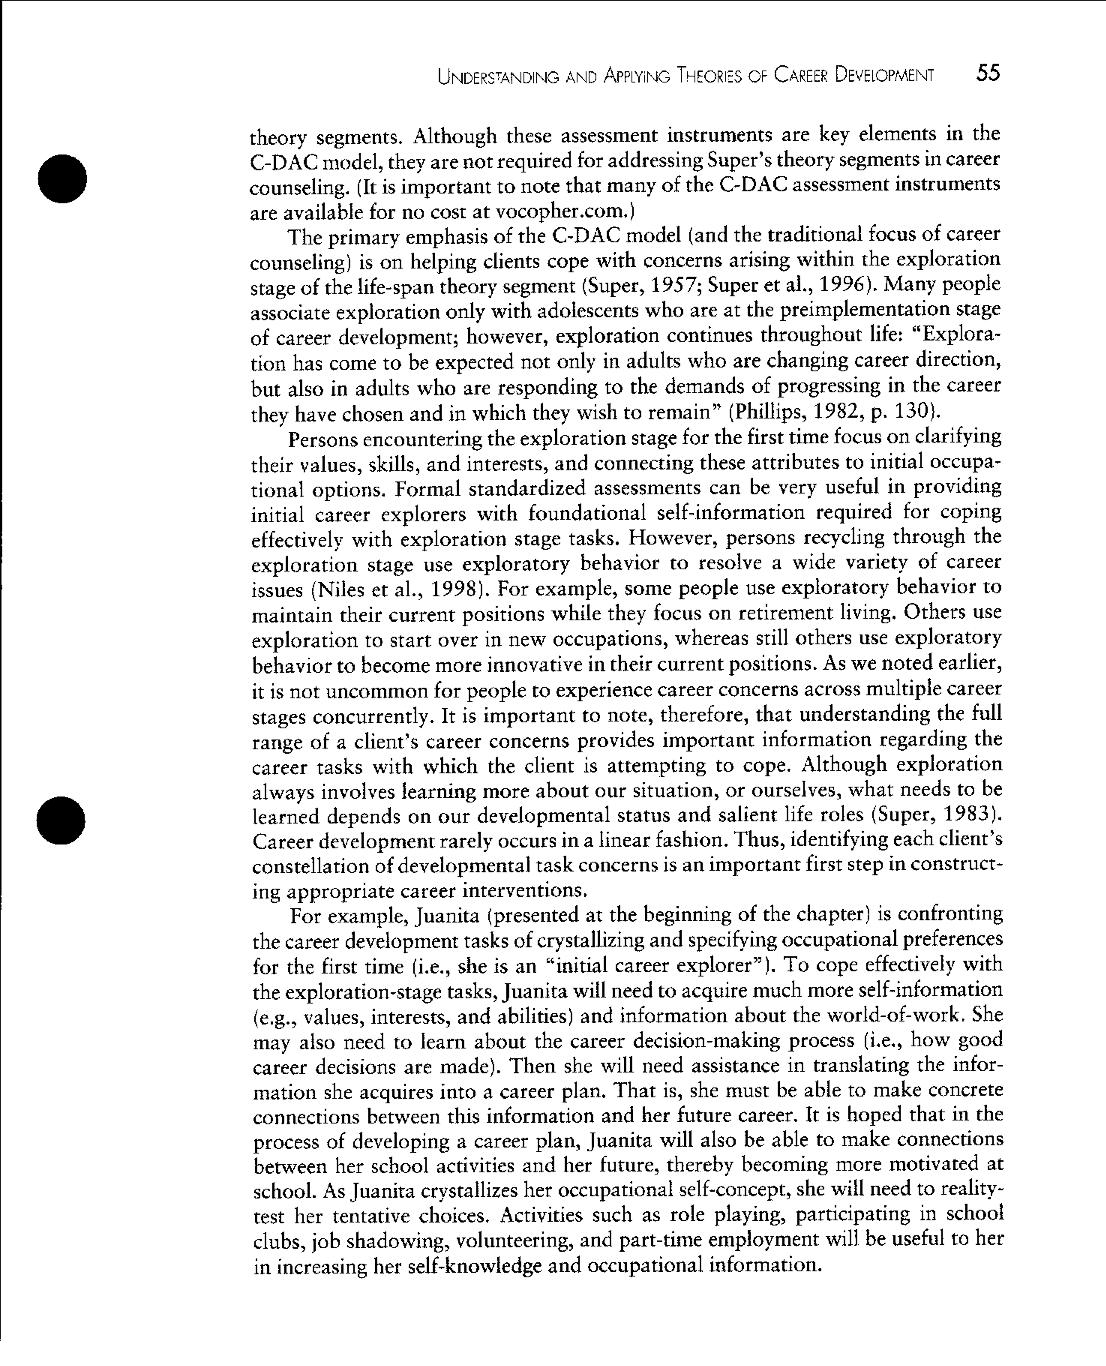 UNDERSTANDING AND APPLYING THEORIES OF CAREER DEVELOPMENT 55
theory segments. Although these assessment instruments are key elements in the
C-DAC model, they are not required for addressing Super's theory segments in career
counseling. (It is important to note that many of the C-DAC assessment instruments
are available for no cost at vocopher.com.)
The primary emphasis of the C-DAC model (and the traditional focus of career
counseling) is on helping clients cope with concerns arising within the exploration
stage of the life-span theory segment (Super, 1957; Super et al., 1996). Many people
associate exploration only with adolescents who are at the preimplementation stage
of career development; however, exploration continues throughout life: “Explora-
tion has come to be expected not only in adults who are changing career direction,
but also in adults who are responding to the demands of progressing in the career
they have chosen and in which they wish to remain” (Phillips, 1982, p. 130).
Persons encountering the exploration stage for the first time focus on clarifying
their values, skills, and interests, and connecting these attributes to initial occupa-
tional options. Formal standardized assessments can be very useful in providing
initial career explorers with foundational self-information required for coping
effectively with exploration stage tasks. However, persons recycling through the
exploration stage use exploratory behavior to resolve a wide variety of career
issues (Niles et al., 1998). For example, some people use exploratory behavior to
maintain their current positions while they focus on retirement living. Others use
exploration to start over in new occupations, whereas still others use exploratory
behavior to become more innovative in their current positions. As we noted earlier,
it is not uncommon for people to experience career concerns across multiple career
stages concurrently. It is important to note, therefore, that understanding the full
range of a client's career concerns provides important information regarding the
career tasks with which the client is attempting to cope. Although exploration
always involves learning more about our situation, or ourselves, what needs to be
learned depends on our developmental status and salient life roles (Super, 1983).
Career development rarely occurs in a linear fashion. Thus, identifying each client's
constellation of developmental task concerns is an important first step in construct-
ing appropriate career interventions.
For example, Juanita (presented at the beginning of the chapter) is confronting
the career development tasks of crystallizing and specifying occupational preferences
for the first time (i.e., she is an “initial career explorer”). To cope effectively with
the exploration-stage tasks, Juanita will need to acquire much more self-information
(e.g., values, interests, and abilities) and information about the world-of-work. She
may also need to learn about the career decision-making process (i.e., how good
career decisions are made). Then she will need assistance in translating the infor-
mation she acquires into a career plan. That is, she must be able to make concrete
connections between this information and her future career. It is hoped that in the
process of developing a career plan, Juanita will also be able to make connections
between her school activities and her future, thereby becoming more motivated at
school. As Juanita crystallizes her occupational self-concept, she will need to reality-
test her tentative choices. Activities such as role playing, participating in school
clubs, job shadowing, volunteering, and part-time employment will be useful to her
in increasing her self-knowledge and occupational information.